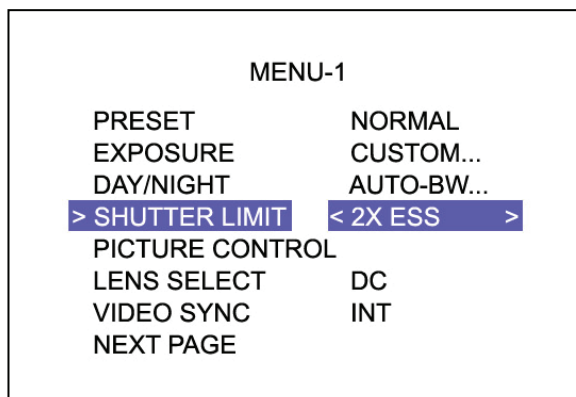 MENU-1
PRESET NORMAL
EXPOSURE CUSTOM...
DAY/NIGHT AUTO-BW...
> SHUTTER LIMIT < 2X ESS >
PICTURE CONTROL
LENS SELECT DC
VIDEO SYNC INT
NEXT PAGE